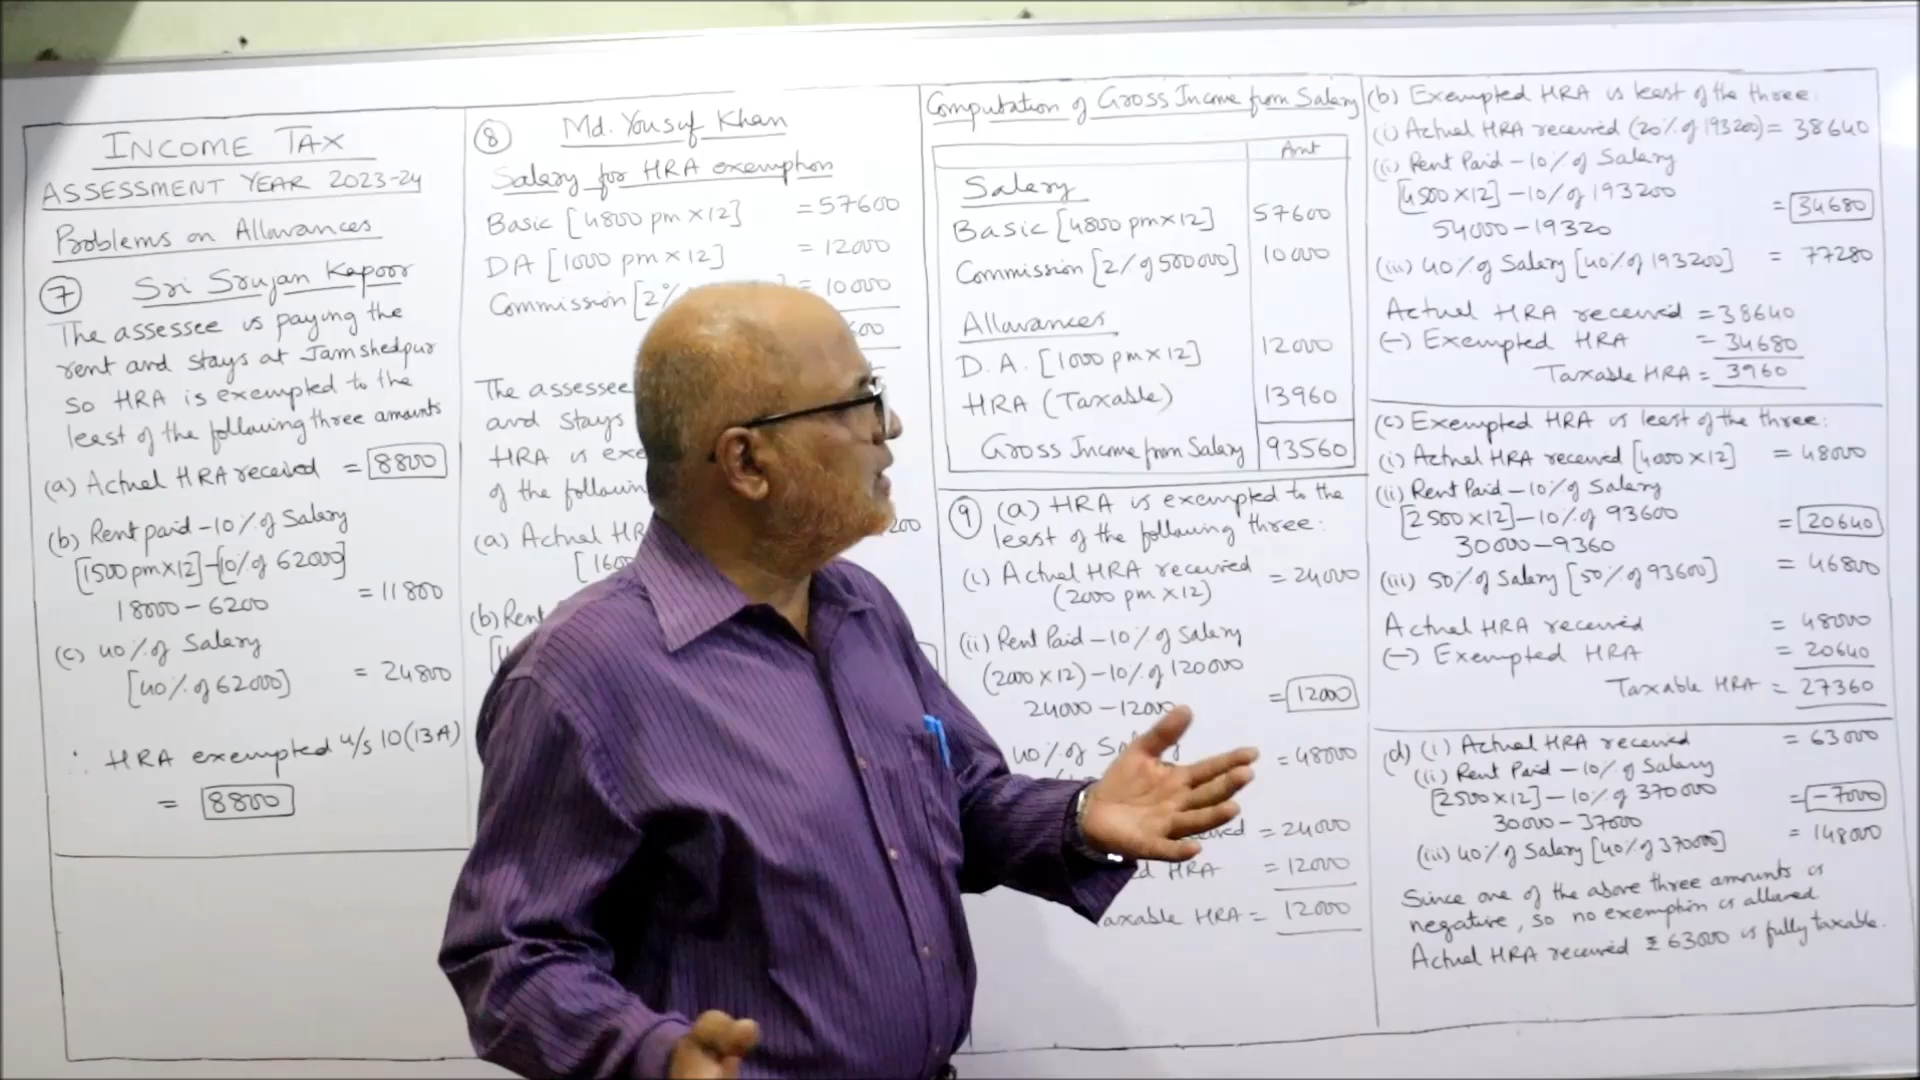 INCOME TAX
ASSESSMENT YEAR 2023-24
Problems on Allowances
7 Sri Srujan Kapoor
The assessee is paying the
rent and stays at Jamshedpur
so HRA is exempted to the
least of the following three amounts
(a) Actual HRA received = 8800
(b) Rent paid - 10% of Salary
[1500 pm × 12] - [10% of 62000]
18000 - 6200 = 11800
(c) 40% of Salary
[40% of 62000] = 24800
∴ HRA exempted u/s 10(13A)
= 8800
8 Md. Yousuf Khan
Salary for HRA exemption
Basic [4800 pm × 12] = 57600
DA [1000 pm × 12] = 12000
Commission [2% = 10000
600
The assessee
and stays
HRA is exe
of the followin
(a) Actual HR 200
[160
(b) Rent
Computation of Gross Income from Salary
Amt
Salary
Basic [4800 pm × 12] 57600
Commission [2% of 500000] 10000
Allowances
D.A. [1000 pm × 12] 12000
HRA (Taxable) 13960
Gross Income from Salary 93560
9 (a) HRA is exempted to the
least of the following three:
(i) Actual HRA received = 24000
(2000 pm × 12)
(ii) Rent Paid - 10% of Salary
(2000 × 12) - 10% of 120000
24000 - 12000 = 12000
40% of Salary = 48000
= 24000
HRA = 12000
Taxable HRA = 12000
(b) Exempted HRA is least of the three:
(i) Actual HRA received (20% of 193200) = 38640
(ii) Rent Paid - 10% of Salary
[4500 × 12] - 10% of 193200
54000 - 19320 = 34680
(iii) 40% of Salary [40% of 193200] = 77280
Actual HRA received = 38640
(-) Exempted HRA = 34680
Taxable HRA = 3960
(c) Exempted HRA is least of the three:
(i) Actual HRA received [4000 × 12] = 48000
(ii) Rent Paid - 10% of Salary
[2500 × 12] - 10% of 93600
30000 - 9360 = 20640
(iii) 50% of Salary [50% of 93600] = 46800
Actual HRA received = 48000
(-) Exempted HRA = 20640
Taxable HRA = 27360
(d) (i) Actual HRA received = 63000
(ii) Rent Paid - 10% of Salary
[2500 × 12] - 10% of 370000
30000 - 37000 = -7000
(iii) 40% of Salary [40% of 370000] = 148000
Since one of the above three amounts is
negative, so no exemption is allowed
Actual HRA received ₹ 63000 is fully taxable.